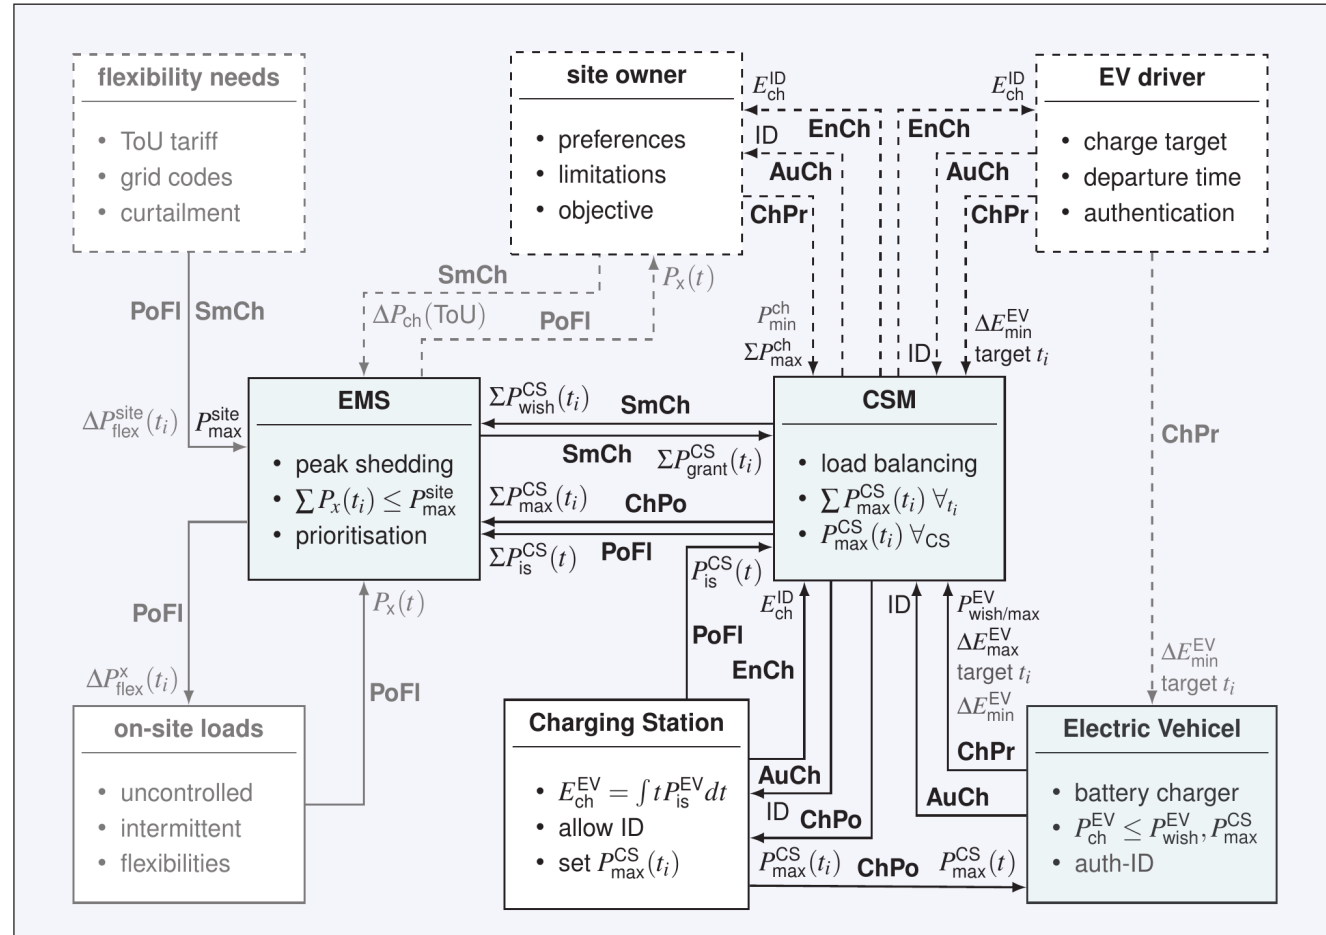 flexibility needs
• ToU tariff
• grid codes
• curtailment
site owner
• preferences
• limitations
• objective
EV driver
• charge target
• departure time
• authentication
E_ch^ID
EnCh
ID
AuCh
ChPr
E_ch^ID
EnCh
AuCh
ChPr
PoFl SmCh
SmCh
ΔP_ch(ToU)
PoFl
P_x(t)
P_min^ch
ΣP_max^ch
ID
ΔE_min^EV
target t_i
ΔP_flex^site(t_i)
P_max^site
EMS
• peak shedding
• ∑ P_x(t_i) ≤ P_max^site
• prioritisation
ΣP_wish^CS(t_i)
SmCh
SmCh
ΣP_grant^CS(t_i)
ΣP_max^CS(t_i)
ChPo
ΣP_is^CS(t)
PoFl
CSM
• load balancing
• ∑ P_max^CS(t_i) ∀_t_i
• P_max^CS(t_i) ∀_CS
ChPr
PoFl
ΔP_flex^x(t_i)
P_x(t)
PoFl
P_is^CS(t)
PoFl
E_ch^ID
EnCh
ID
P_wish/max^EV
ΔE_max^EV
target t_i
ΔE_min^EV
ChPr
AuCh
ΔE_min^EV
target t_i
on-site loads
• uncontrolled
• intermittent
• flexibilities
Charging Station
• E_ch^EV = ∫ t P_is^EV dt
• allow ID
• set P_max^CS(t_i)
AuCh
ID
ChPo
P_max^CS(t_i)
ChPo
P_max^CS(t)
Electric Vehicel
• battery charger
• P_ch^EV ≤ P_wish^EV, P_max^CS
• auth-ID